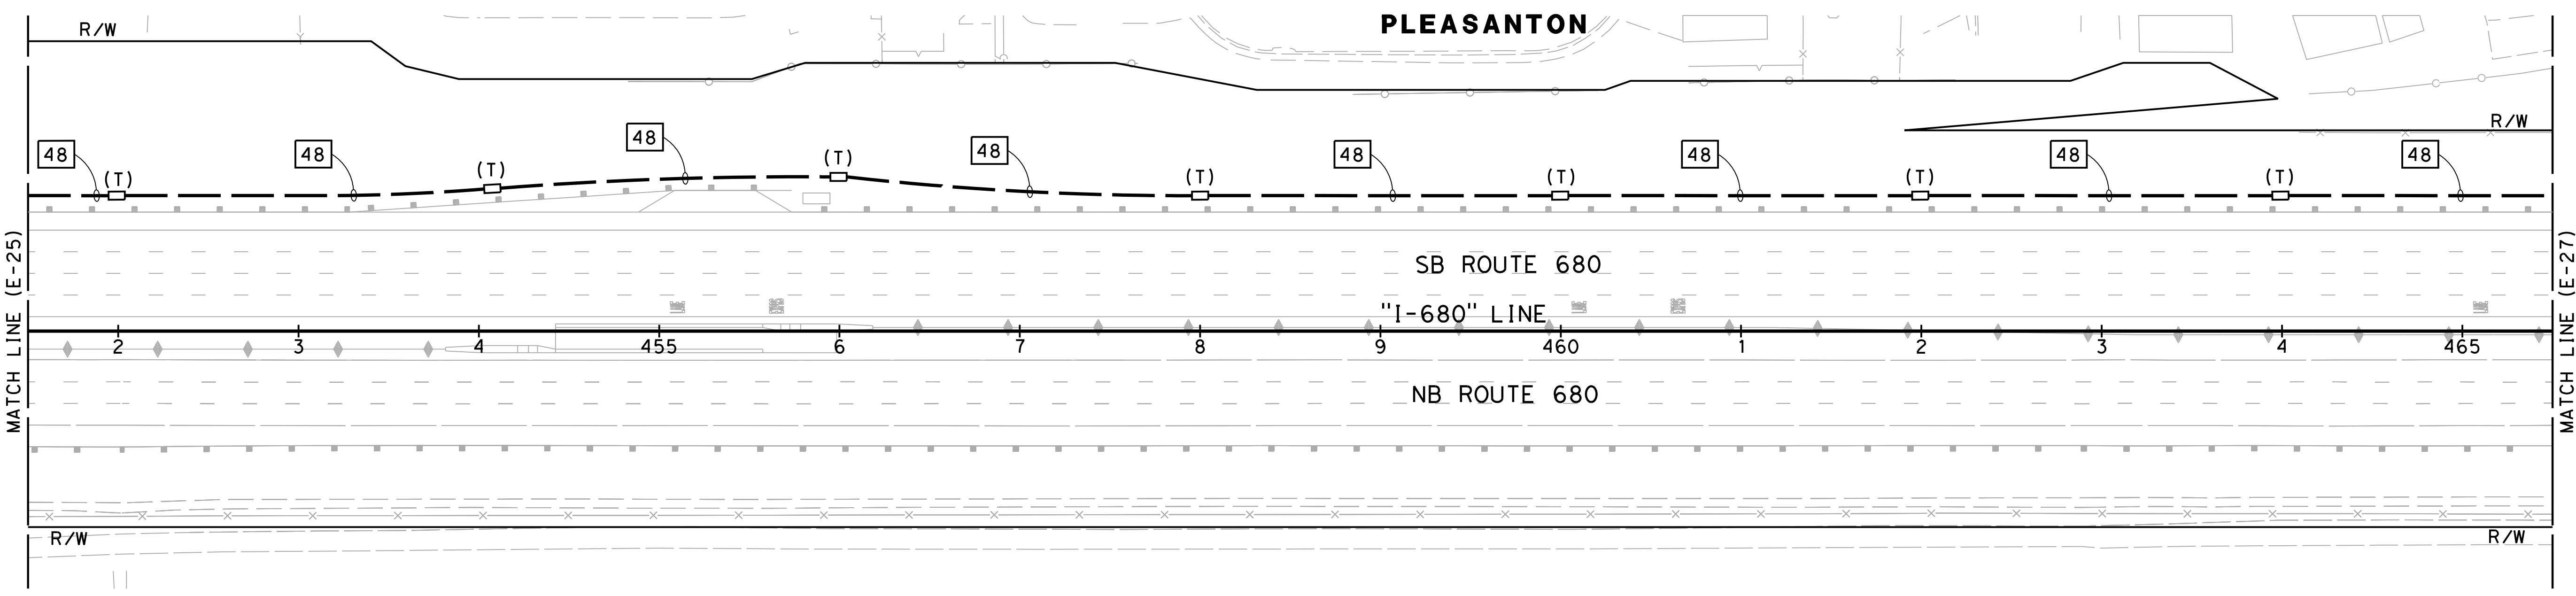 PLEASANTON
R/W
R/W
48 48 48 48 48 48 48 48
(T) (T) (T) (T) (T) (T) (T)
SB ROUTE 680
"I-680" LINE
2 3 4 455 6 7 8 9 460 1 2 3 4 465
NB ROUTE 680
R/W
R/W
MATCH LINE (E-25)
MATCH LINE (E-27)